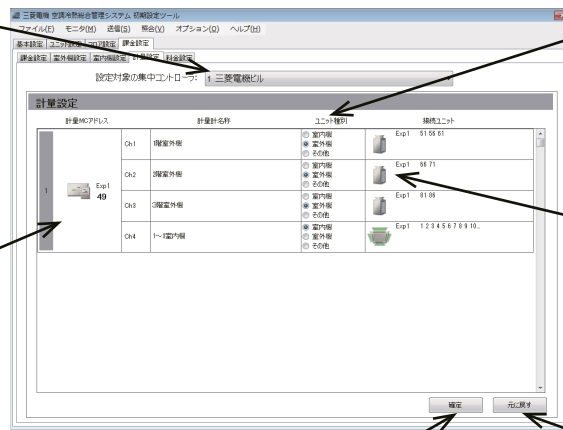 三菱電機 空調冷熱総合管理システム 初期設定ツール
ファイル(F) モニタ(M) 送信(S) 照合(V) オプション(O) ヘルプ(H)
基本設定 ユニット設定 フロア設定 課金設定
課金設定 室外機設定 室内機設定 計量設定 料金設定
設定対象の集中コントローラ: 1 三菱電機ビル
計量設定
計量MCアドレス 計量計名称 ユニット種別 接続ユニット
1 Exp1 49
Ch1 1階室外機 室内機 室外機 その他 Exp1 51 56 61
Ch2 2階室外機 室内機 室外機 その他 Exp1 66 71
Ch3 3階室外機 室内機 室外機 その他 Exp1 81 86
Ch4 1~3室内機 室内機 室外機 その他 Exp1 1 2 3 4 5 6 7 8 9 10...
確定 元に戻す